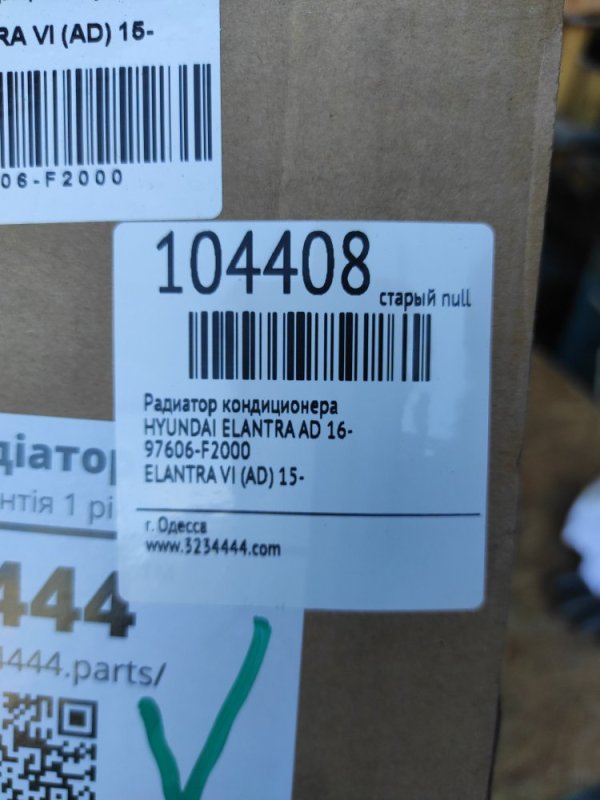 RA VI (AD) 15-
06-F2000
104408
старый null
Радиатор кондиционера
HYUNDAI ELANTRA AD 16-
97606-F2000
ELANTRA VI (AD) 15-
г. Одесса
www.3234444.com
діато
нтія 1 рі
444
4444.parts/